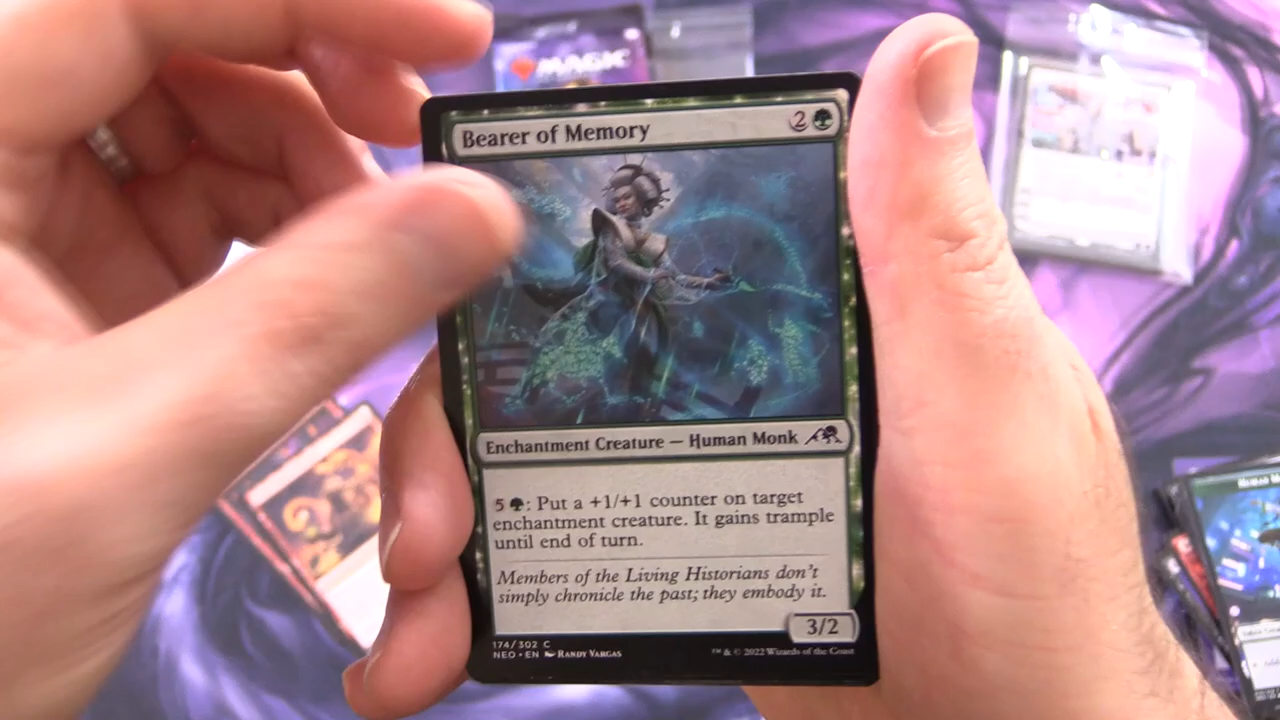 MAGIC
Bearer of Memory 2
Enchantment Creature — Human Monk
5 : Put a +1/+1 counter on target
enchantment creature. It gains trample
until end of turn.
Members of the Living Historians don't
simply chronicle the past; they embody it.
3/2
174/302 C
NEO • EN Randy Vargas
™ & © 2022 Wizards of the Coast